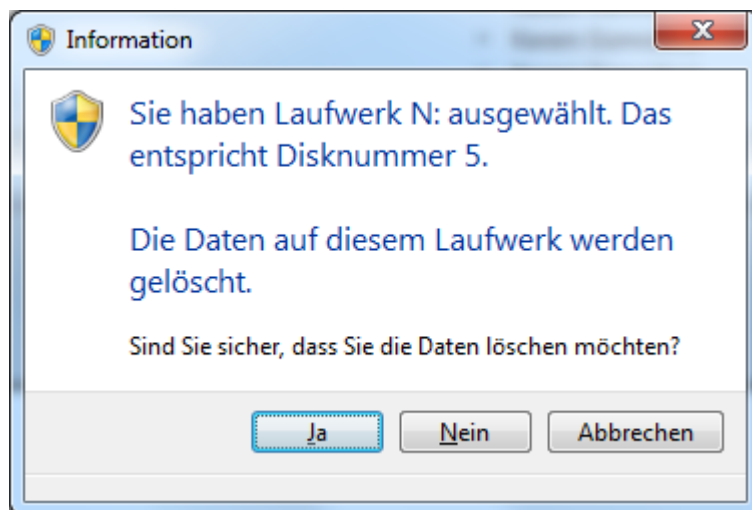 Information
Sie haben Laufwerk N: ausgewählt. Das
entspricht Disknummer 5.
Die Daten auf diesem Laufwerk werden
gelöscht.
Sind Sie sicher, dass Sie die Daten löschen möchten?
Ja
Nein
Abbrechen